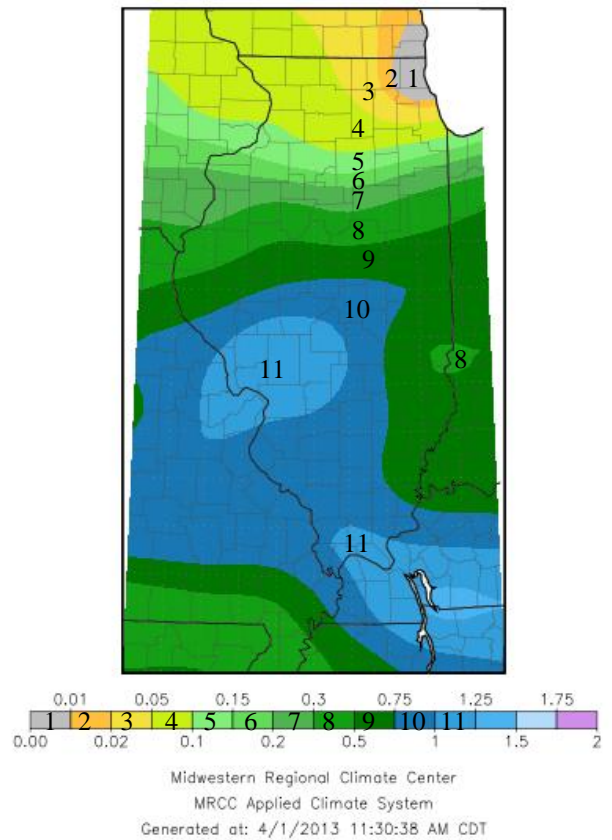 2 1
3
4
5
6
7
8
9
10
11
8
11
0.01 0.05 0.15 0.3 0.75 1.25 1.75
1 2 3 4 5 6 7 8 9 10 11
0.00 0.02 0.1 0.2 0.5 1 1.5 2
Midwestern Regional Climate Center
MRCC Applied Climate System
Generated at: 4/1/2013 11:30:38 AM CDT